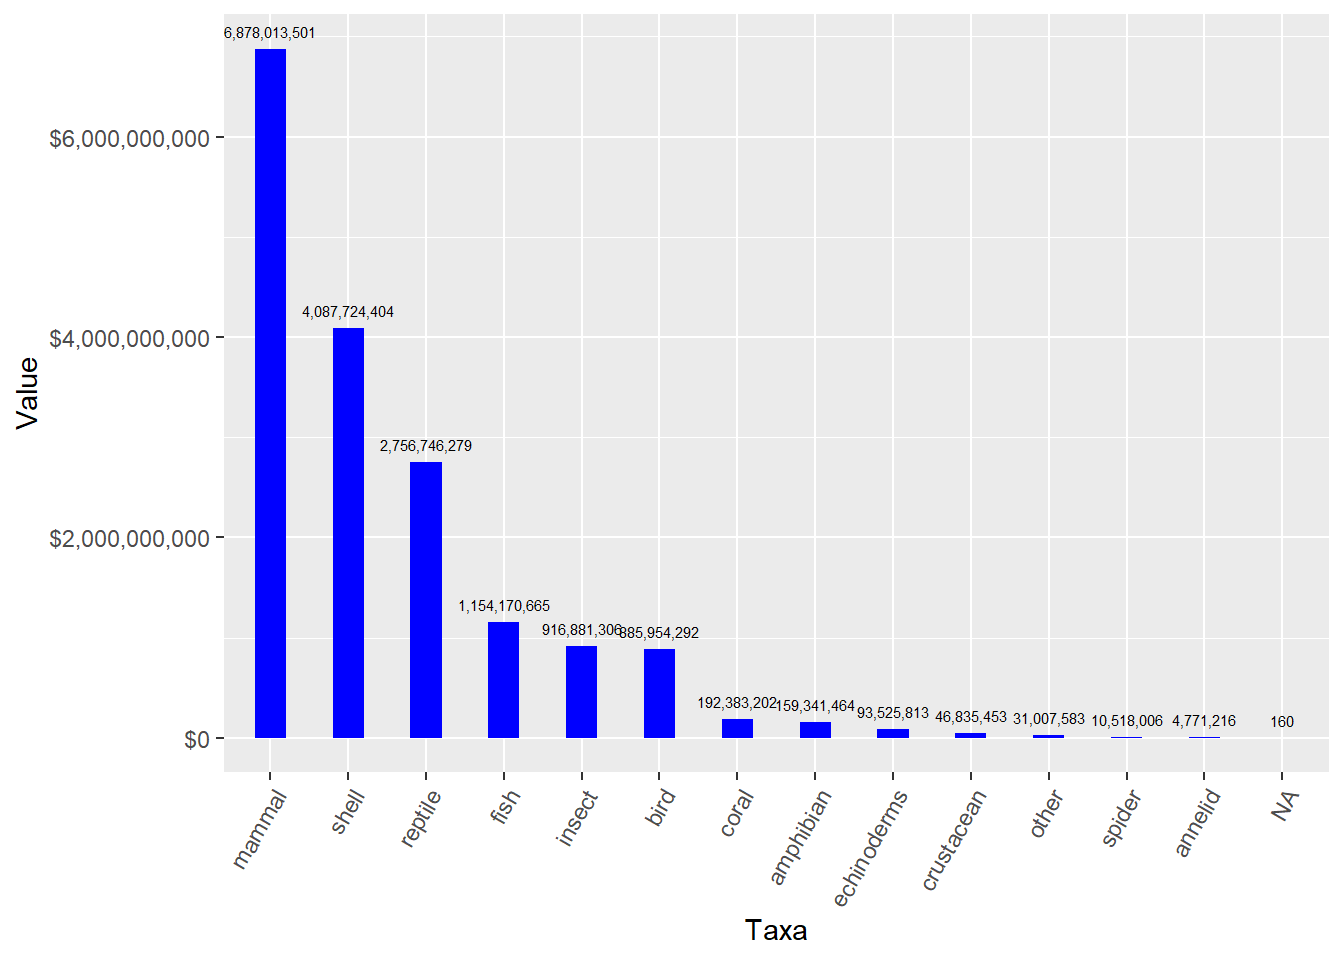 6,878,013,501
$6,000,000,000
4,087,724,404
$4,000,000,000
Value
2,756,746,279
$2,000,000,000
1,154,170,665
916,881,306
885,954,292
192,383,202
159,341,464
93,525,813
46,835,453
31,007,583
10,518,006
4,771,216
160
$0
mammal
shell
reptile
fish
insect
bird
coral
amphibian
echinoderms
crustacean
other
spider
annelid
NA
Taxa